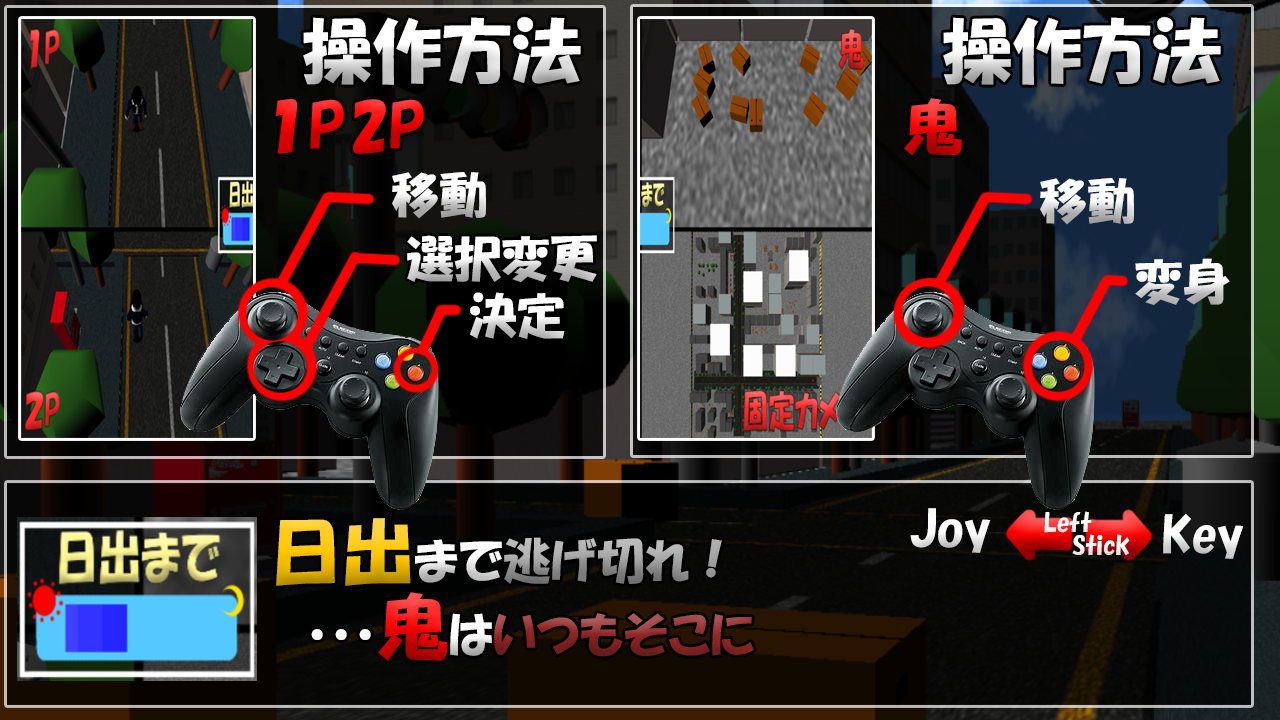 1P
操作方法
1P 2P
移動
選択変更
決定
日出
2P
鬼
操作方法
鬼
移動
変身
まで
固定カメ
日出まで
日出まで逃げ切れ!
・・・鬼はいつもそこに
Joy Left Stick Key